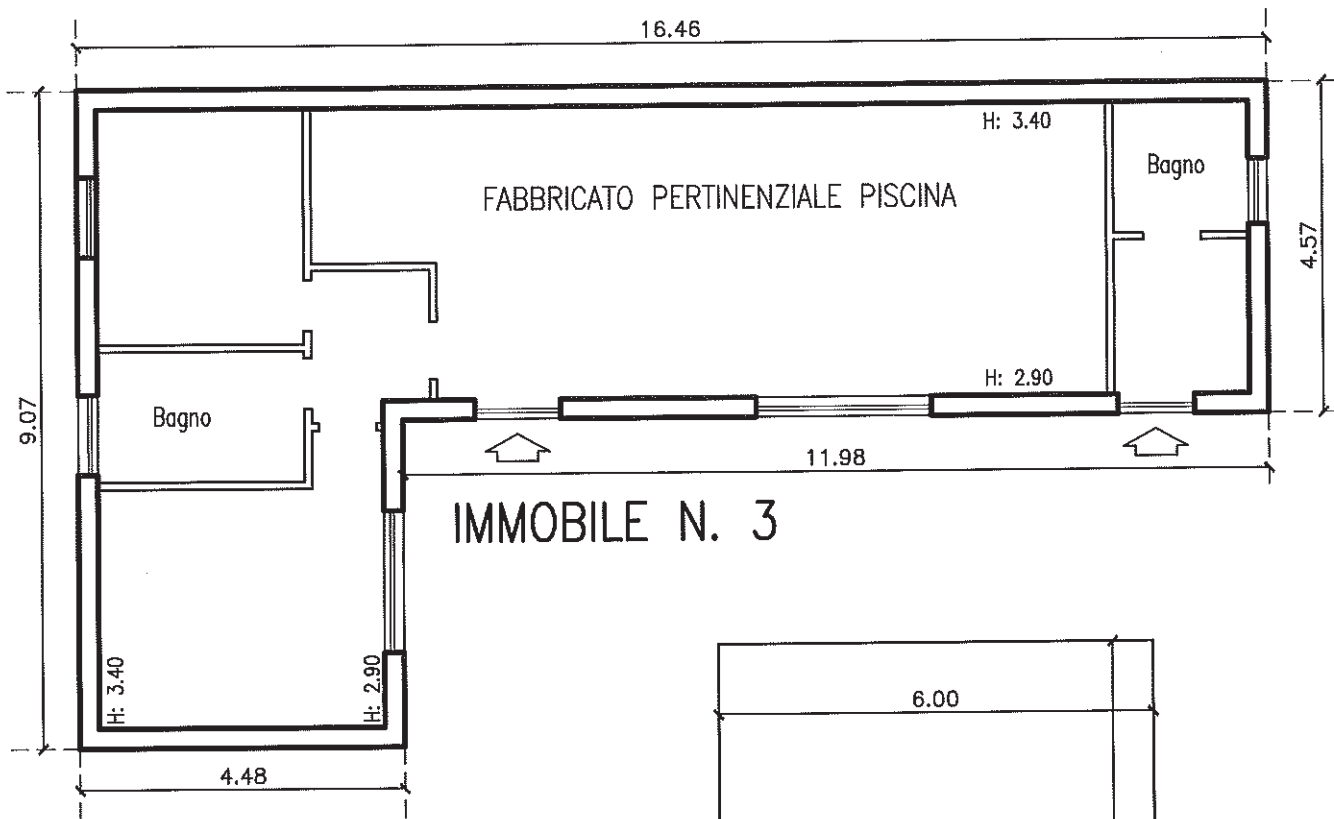 16.46
H: 3.40
Bagno
FABBRICATO PERTINENZIALE PISCINA
4.57
H: 2.90
9.07
Bagno
11.98
IMMOBILE N. 3
H: 3.40
H: 2.90
6.00
4.48